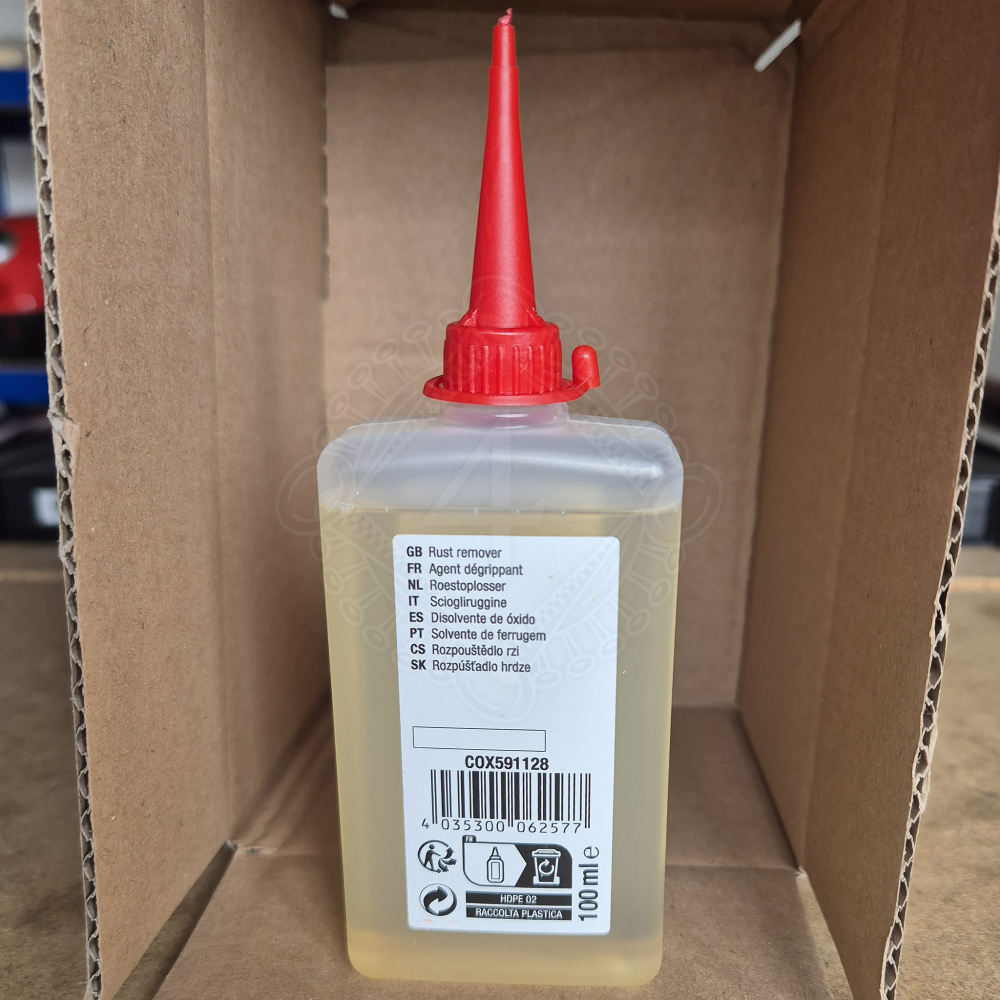 GB Rust remover
FR Agent dégrippant
NL Roestoplosser
IT Sciogliruggine
ES Disolvente de óxido
PT Solvente de ferrugem
CS Rozpouštědlo rzi
SK Rozpúšťadlo hrdze
COX591128
4 035300 062577
FR
HDPE 02
RACCOLTA PLASTICA
100 ml e